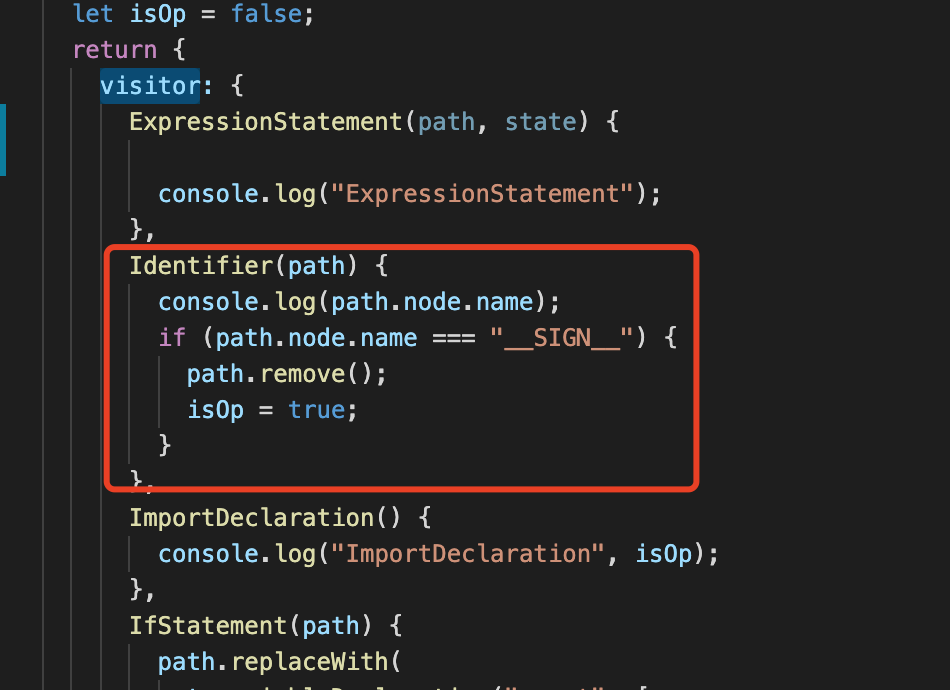 let isOp = false;
return {
visitor: {
ExpressionStatement(path, state) {
console.log("ExpressionStatement");
},
Identifier(path) {
console.log(path.node.name);
if (path.node.name === "__SIGN__") {
path.remove();
isOp = true;
}
},
ImportDeclaration() {
console.log("ImportDeclaration", isOp);
},
IfStatement(path) {
path.replaceWith(